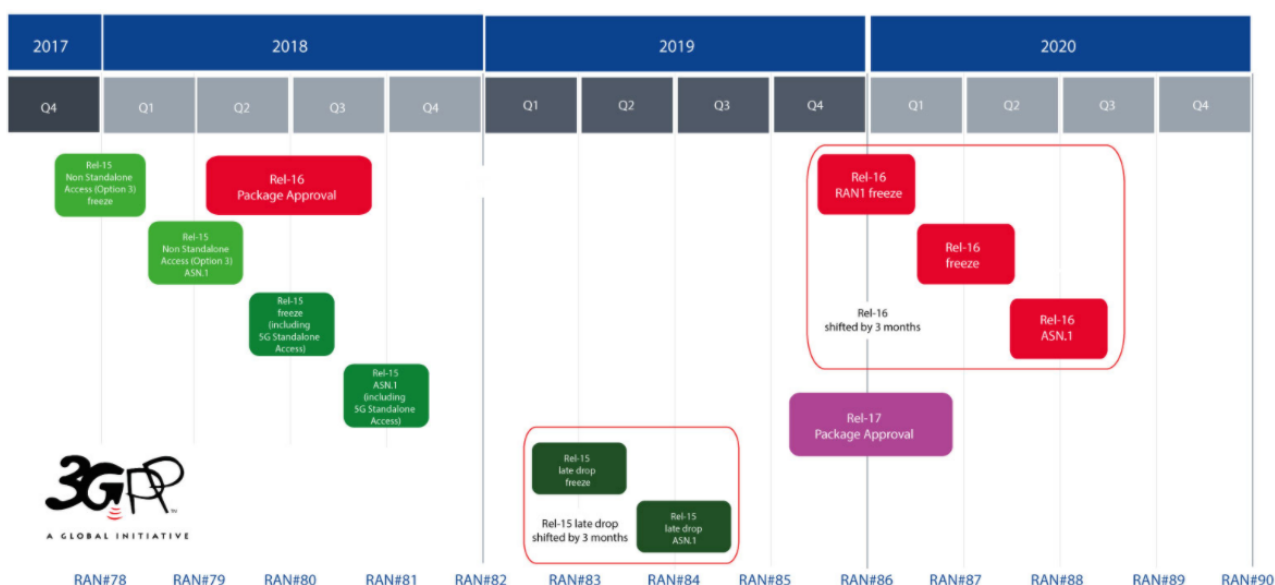 2017
2018
2019
2020
Q4
Q1
Q2
Q3
Q4
Q1
Q2
Q3
Q4
Q1
Q2
Q3
Q4
Rel-15
Non Standalone
Access (Option 3)
freeze
Rel-16
Package Approval
Rel-16
RAN1 freeze
Rel-15
Non Standalone
Access (Option 3)
ASN.1
Rel-16
freeze
Rel-15
freeze
(including
5G Standalone
Access)
Rel-16
shifted by 3 months
Rel-16
ASN.1
Rel-15
ASN.1
(including
5G Standalone
Access)
Rel-17
Package Approval
Rel-15
late drop
freeze
Rel-15 late drop
shifted by 3 months
Rel-15
late drop
ASN.1
3GPP
TM
A GLOBAL INITIATIVE
RAN#78
RAN#79
RAN#80
RAN#81
RAN#82
RAN#83
RAN#84
RAN#85
RAN#86
RAN#87
RAN#88
RAN#89
RAN#90